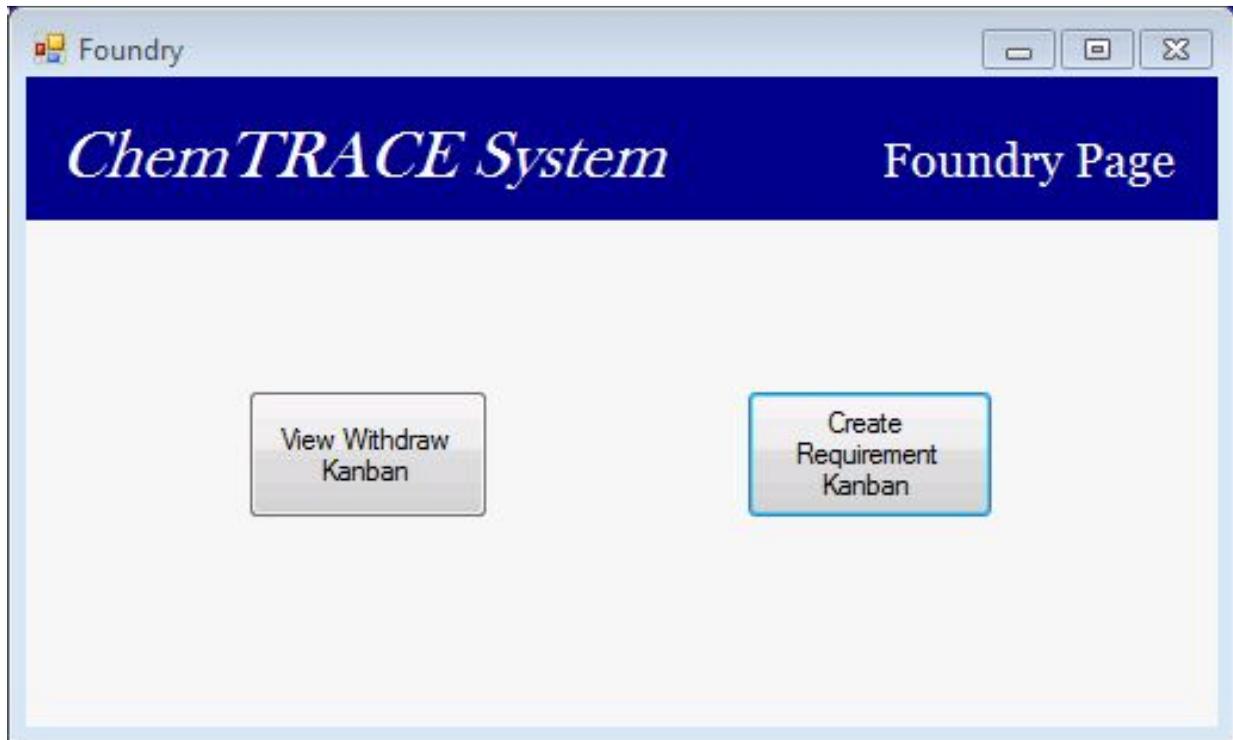 Foundry
ChemTRACE System
Foundry Page
View Withdraw
Kanban
Create
Requirement
Kanban